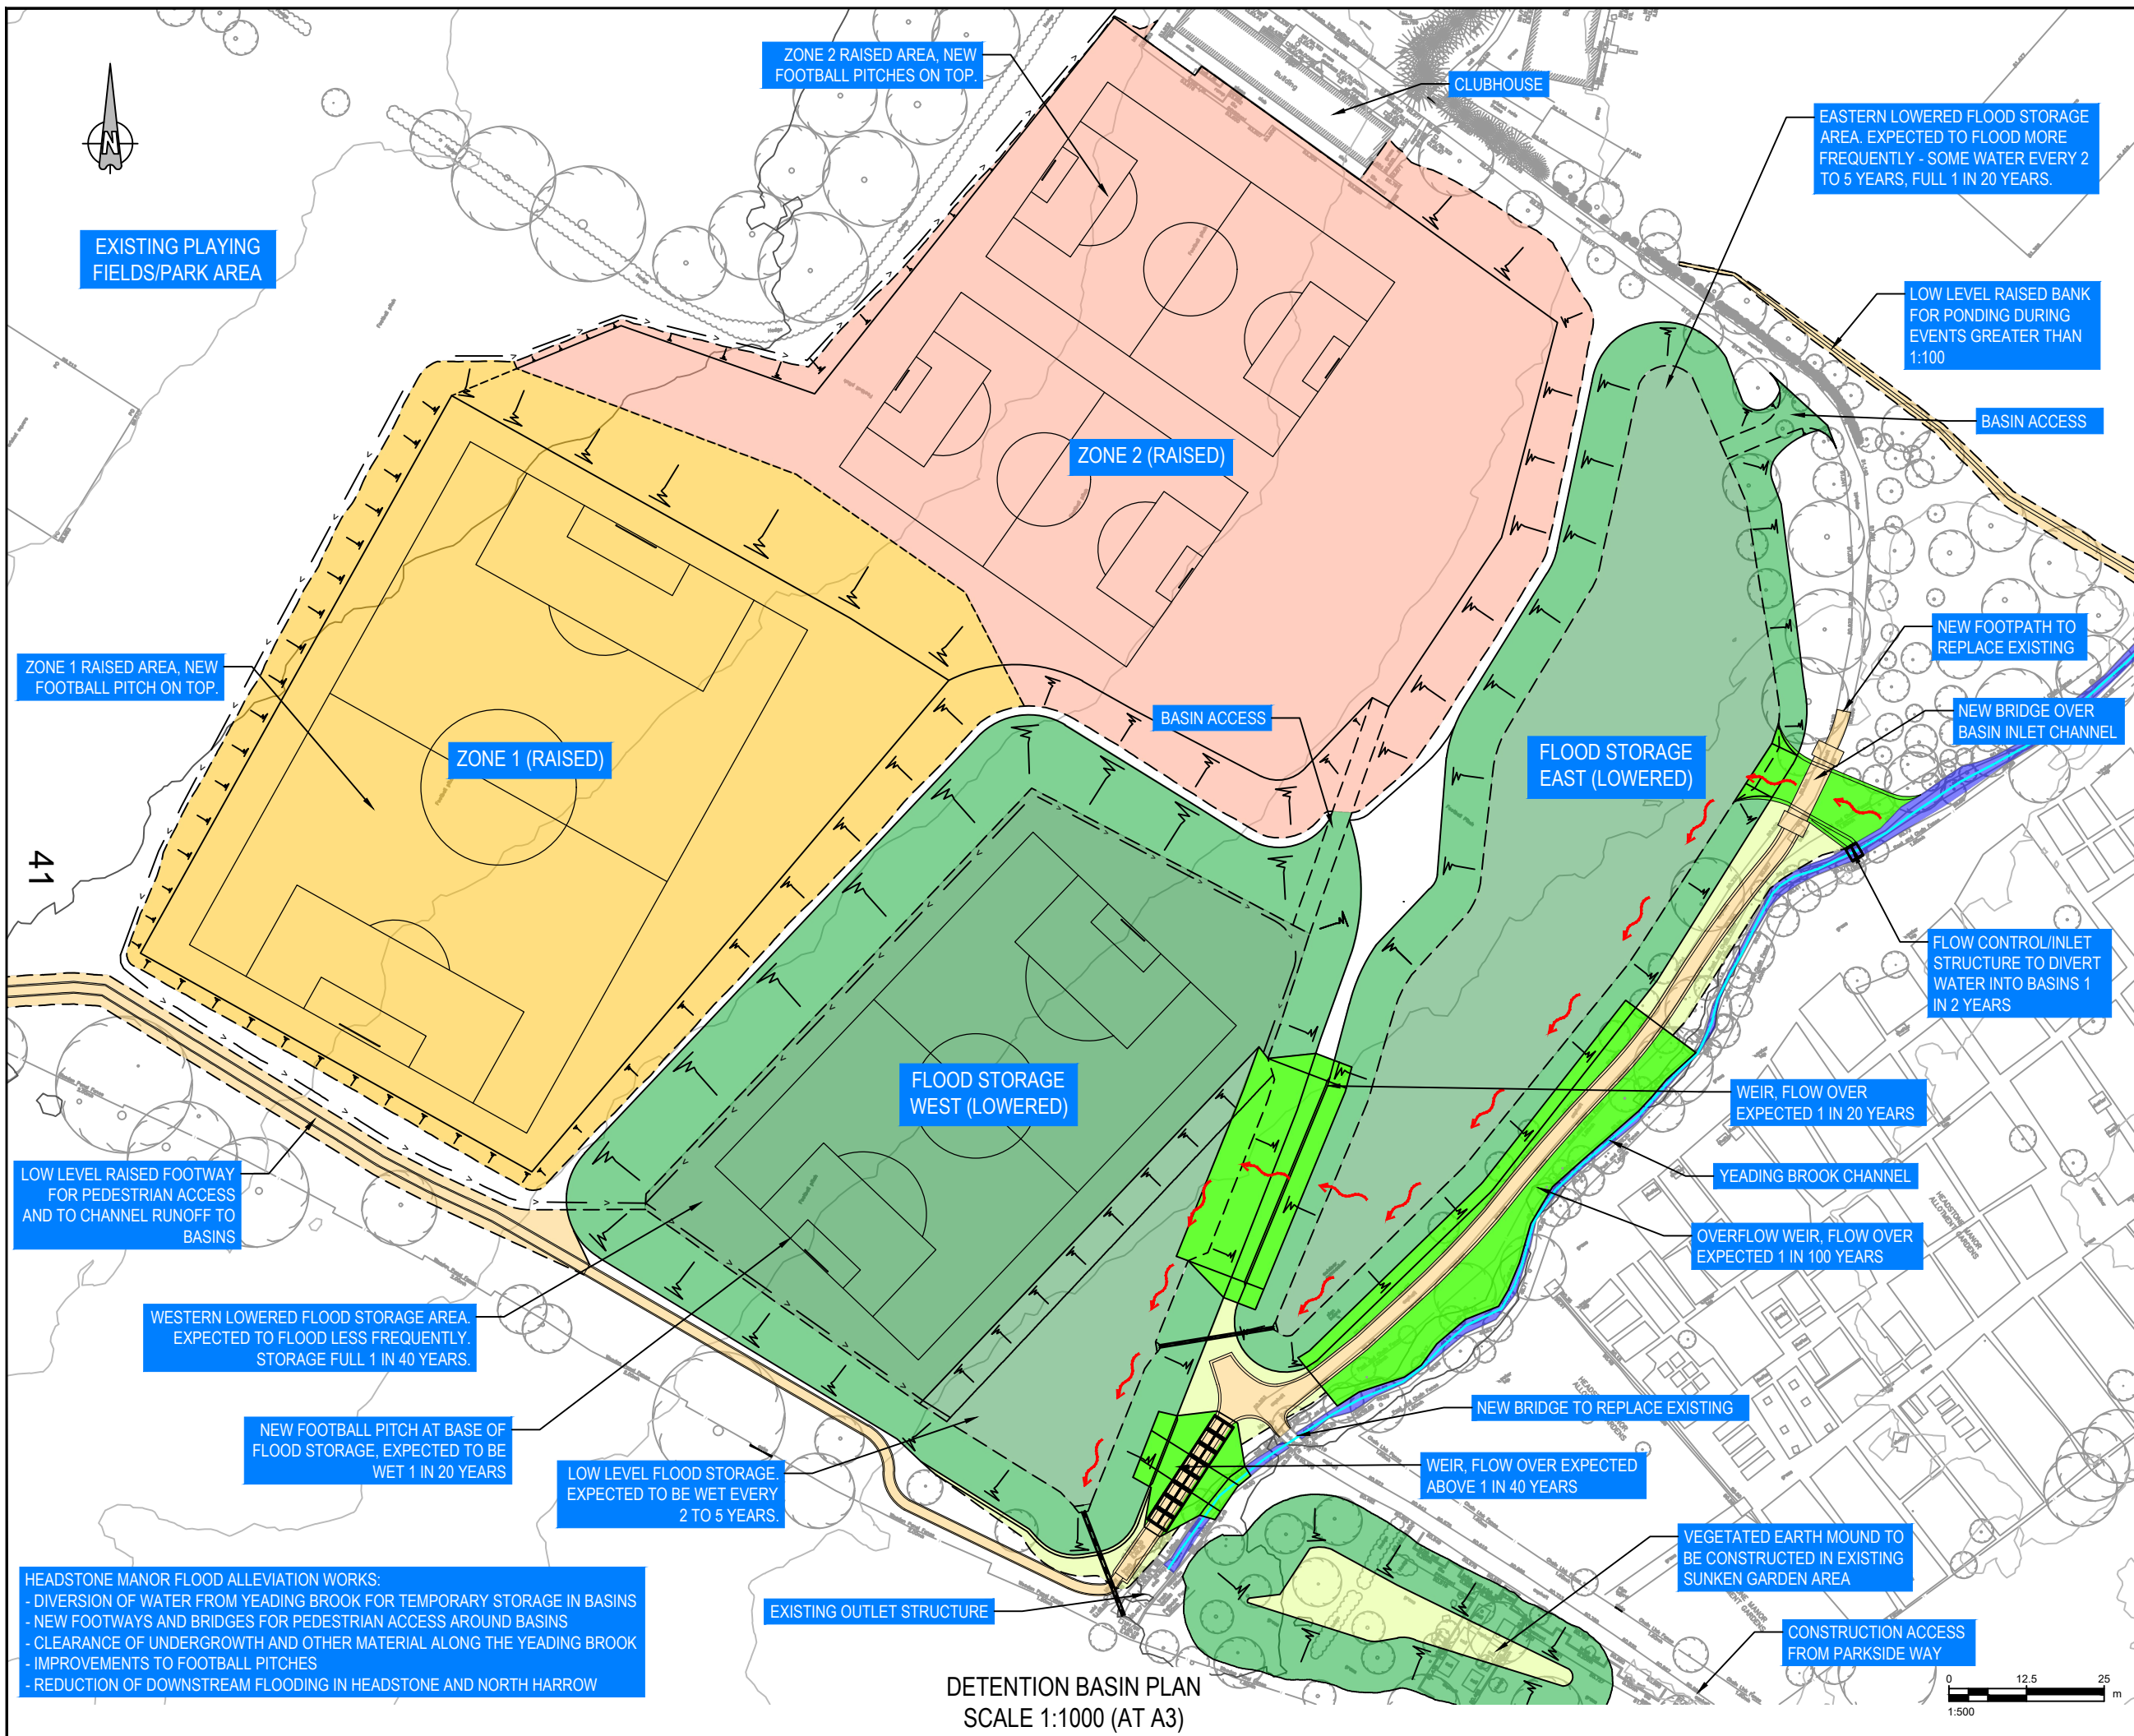 ZONE 2 RAISED AREA, NEW
FOOTBALL PITCHES ON TOP.
CLUBHOUSE
Building
EASTERN LOWERED FLOOD STORAGE
AREA. EXPECTED TO FLOOD MORE
FREQUENTLY - SOME WATER EVERY 2
TO 5 YEARS, FULL 1 IN 20 YEARS.
N
EXISTING PLAYING
FIELDS/PARK AREA
LOW LEVEL RAISED BANK
FOR PONDING DURING
EVENTS GREATER THAN
1:100
BASIN ACCESS
ZONE 2 (RAISED)
NEW FOOTPATH TO
REPLACE EXISTING
ZONE 1 RAISED AREA, NEW
FOOTBALL PITCH ON TOP.
NEW BRIDGE OVER
BASIN INLET CHANNEL
BASIN ACCESS
ZONE 1 (RAISED)
FLOOD STORAGE
EAST (LOWERED)
41
FLOW CONTROL/INLET
STRUCTURE TO DIVERT
WATER INTO BASINS 1
IN 2 YEARS
FLOOD STORAGE
WEST (LOWERED)
WEIR, FLOW OVER
EXPECTED 1 IN 20 YEARS
YEADING BROOK CHANNEL
LOW LEVEL RAISED FOOTWAY
FOR PEDESTRIAN ACCESS
AND TO CHANNEL RUNOFF TO
BASINS
HEADSTONE MANOR
ALLOTMENT GARDENS
OVERFLOW WEIR, FLOW OVER
EXPECTED 1 IN 100 YEARS
WESTERN LOWERED FLOOD STORAGE AREA.
EXPECTED TO FLOOD LESS FREQUENTLY.
STORAGE FULL 1 IN 40 YEARS.
NEW BRIDGE TO REPLACE EXISTING
NEW FOOTBALL PITCH AT BASE OF
FLOOD STORAGE, EXPECTED TO BE
WET 1 IN 20 YEARS
LOW LEVEL FLOOD STORAGE.
EXPECTED TO BE WET EVERY
2 TO 5 YEARS.
WEIR, FLOW OVER EXPECTED
ABOVE 1 IN 40 YEARS
VEGETATED EARTH MOUND TO
BE CONSTRUCTED IN EXISTING
SUNKEN GARDEN AREA
HEADSTONE MANOR FLOOD ALLEVIATION WORKS:
- DIVERSION OF WATER FROM YEADING BROOK FOR TEMPORARY STORAGE IN BASINS
- NEW FOOTWAYS AND BRIDGES FOR PEDESTRIAN ACCESS AROUND BASINS
- CLEARANCE OF UNDERGROWTH AND OTHER MATERIAL ALONG THE YEADING BROOK
- IMPROVEMENTS TO FOOTBALL PITCHES
- REDUCTION OF DOWNSTREAM FLOODING IN HEADSTONE AND NORTH HARROW
EXISTING OUTLET STRUCTURE
CONSTRUCTION ACCESS
FROM PARKSIDE WAY
DETENTION BASIN PLAN
SCALE 1:1000 (AT A3)
0 12.5 25
m
1:500